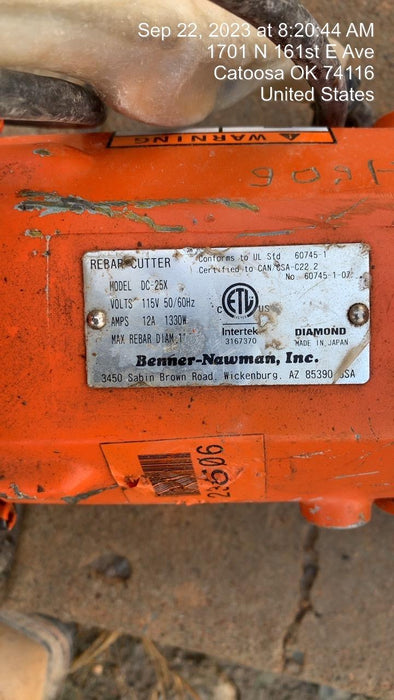 Sep 22, 2023 at 8:20:44 AM
1701 N 161st E Ave
Catoosa OK 74116
United States
WARNING
REBAR CUTTER
Conforms to UL Std 60745-1
Certified to CAN/CSA-C22.2
No 60745-1-07
MODEL DC-25X
VOLTS 115V 50/60Hz
AMPS 12A 1330W
MAX REBAR DIAM. 1"
C ETL
Intertek
3167370
DIAMOND
MADE IN JAPAN
Benner-Nawman, Inc.
3450 Sabin Brown Road, Wickenburg, AZ 85390 USA